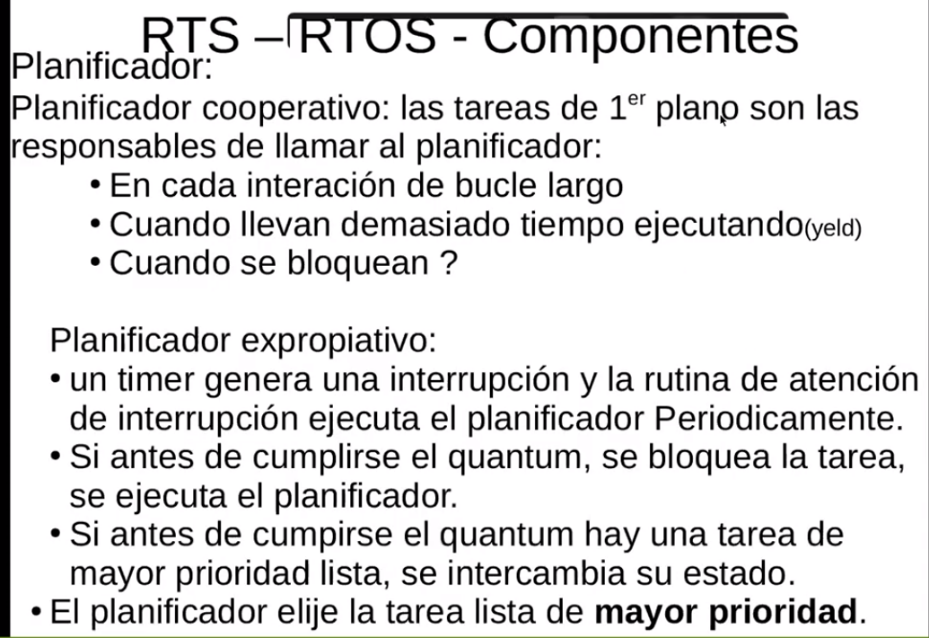 RTS – RTOS - Componentes
Planificador:
Planificador cooperativo: las tareas de 1er plano son las
responsables de llamar al planificador:
• En cada interación de bucle largo
• Cuando llevan demasiado tiempo ejecutando(yeld)
• Cuando se bloquean ?
Planificador expropiativo:
• un timer genera una interrupción y la rutina de atención
de interrupción ejecuta el planificador Periodicamente.
• Si antes de cumplirse el quantum, se bloquea la tarea,
se ejecuta el planificador.
• Si antes de cumpirse el quantum hay una tarea de
mayor prioridad lista, se intercambia su estado.
• El planificador elije la tarea lista de mayor prioridad.